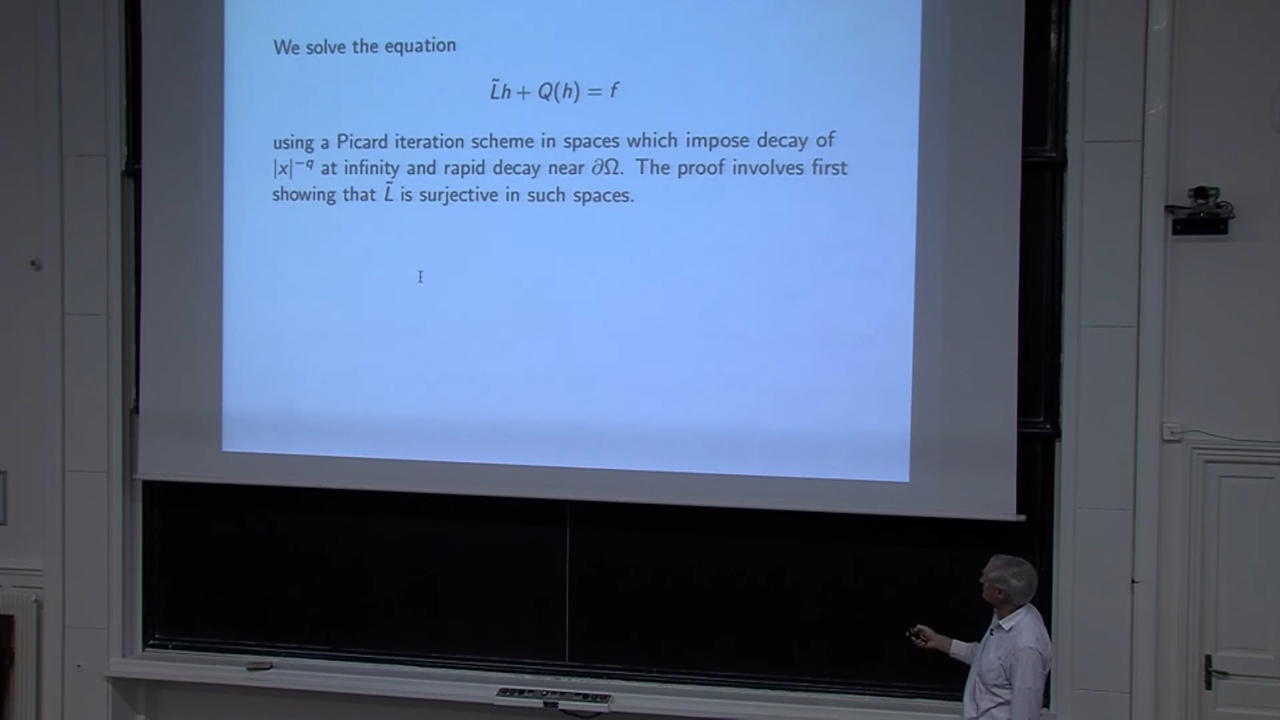 We solve the equation
L̃h + Q(h) = f
using a Picard iteration scheme in spaces which impose decay of
|x|⁻q at infinity and rapid decay near ∂Ω. The proof involves first
showing that L̃ is surjective in such spaces.